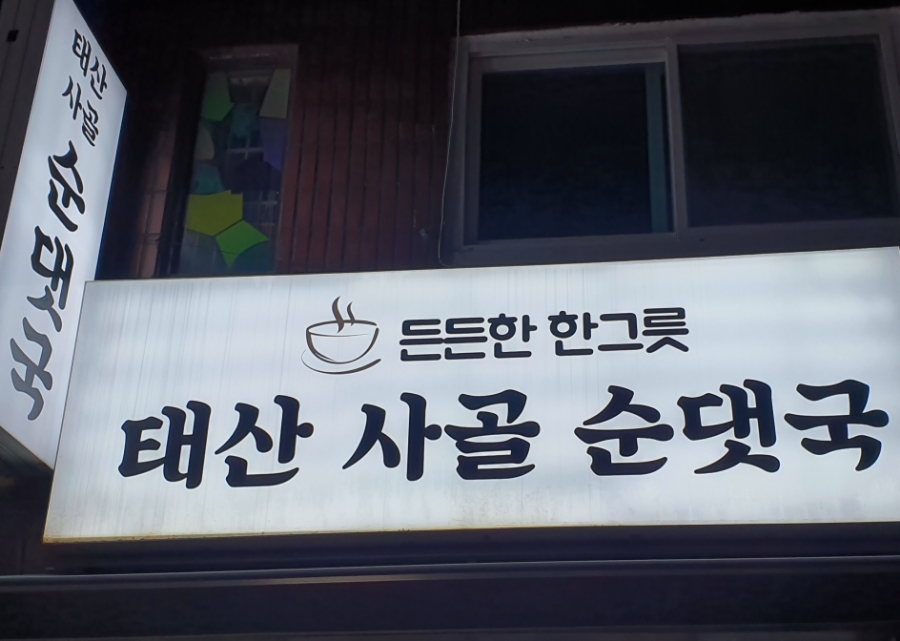 태산
사골
순댓국
든든한 한그릇
태산 사골 순댓국